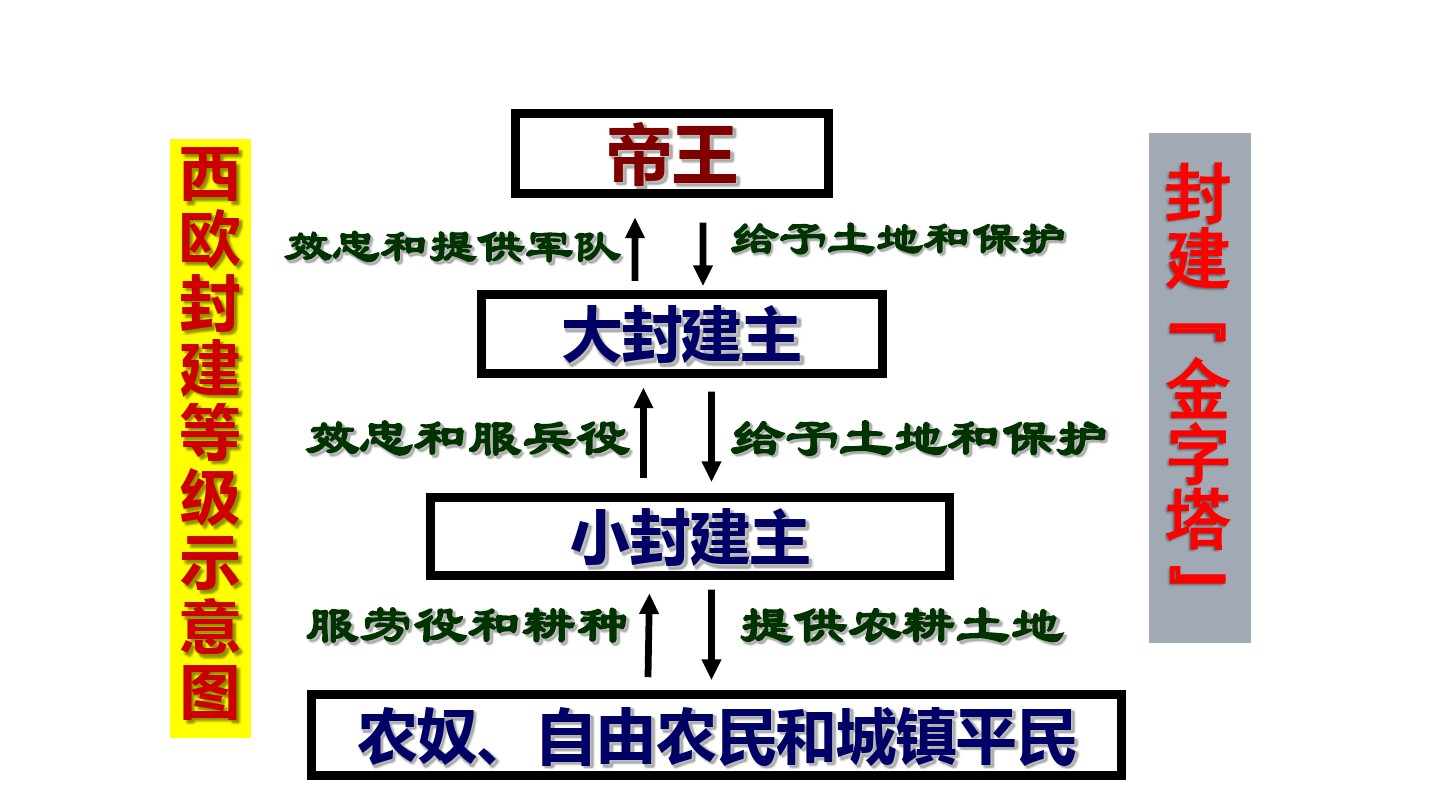 西欧封建等级示意图
帝王
效忠和提供军队
给予土地和保护
大封建主
效忠和服兵役
给予土地和保护
小封建主
服劳役和耕种
提供农耕土地
农奴、自由农民和城镇平民
封建『金字塔』